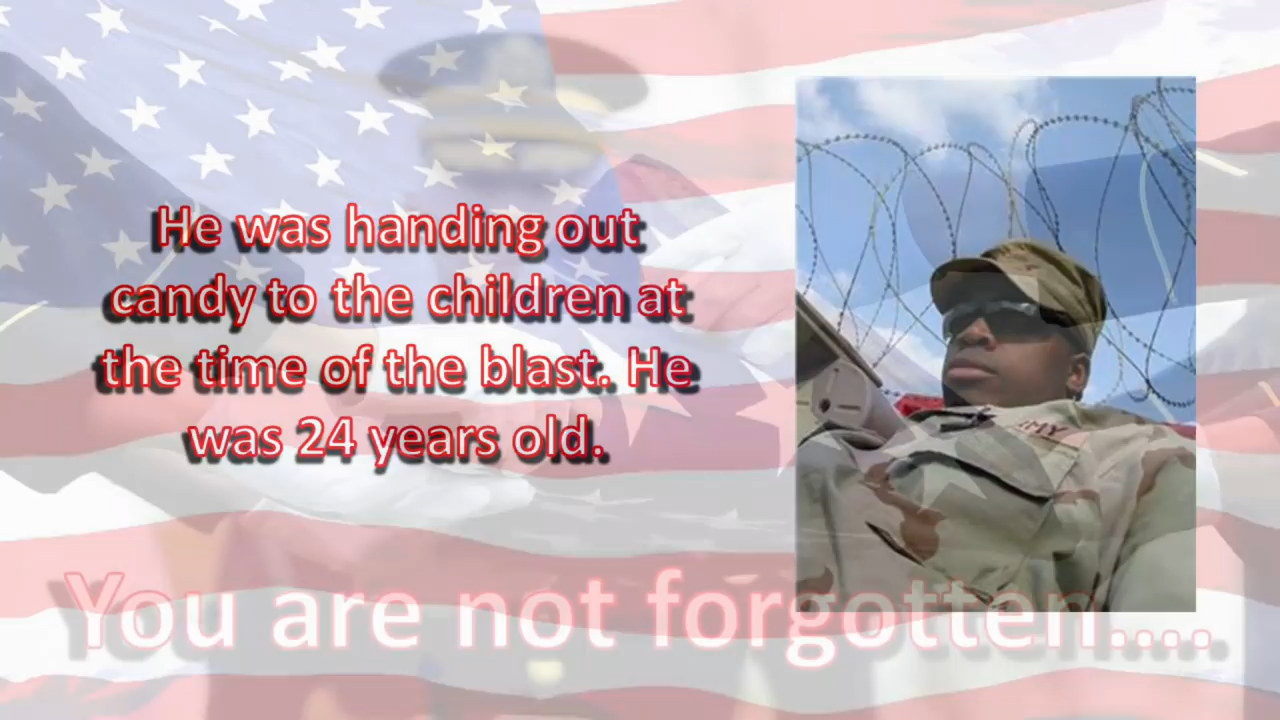 He was handing out
candy to the children at
the time of the blast. He
was 24 years old.
You are not forgotten....